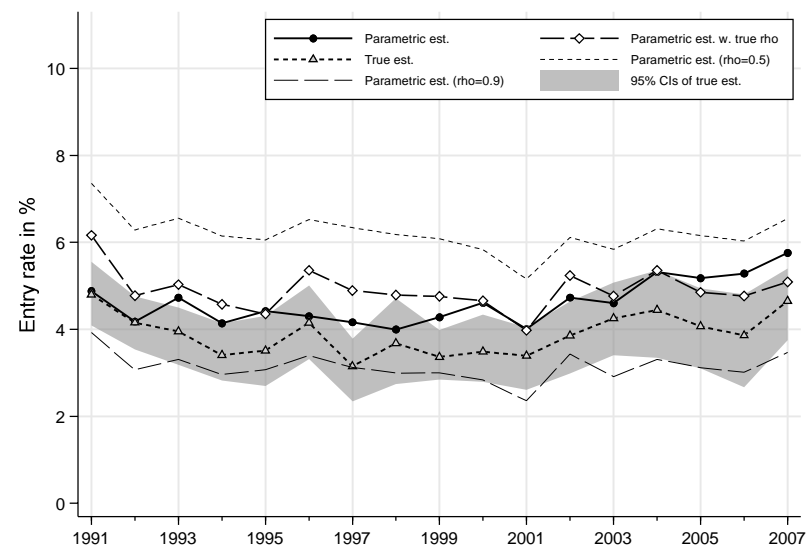 Parametric est.
Parametric est. w. true rho
True est.
Parametric est. (rho=0.5)
Parametric est. (rho=0.9)
95% CIs of true est.
Entry rate in %
10
8
6
4
2
0
1991 1993 1995 1997 1999 2001 2003 2005 2007